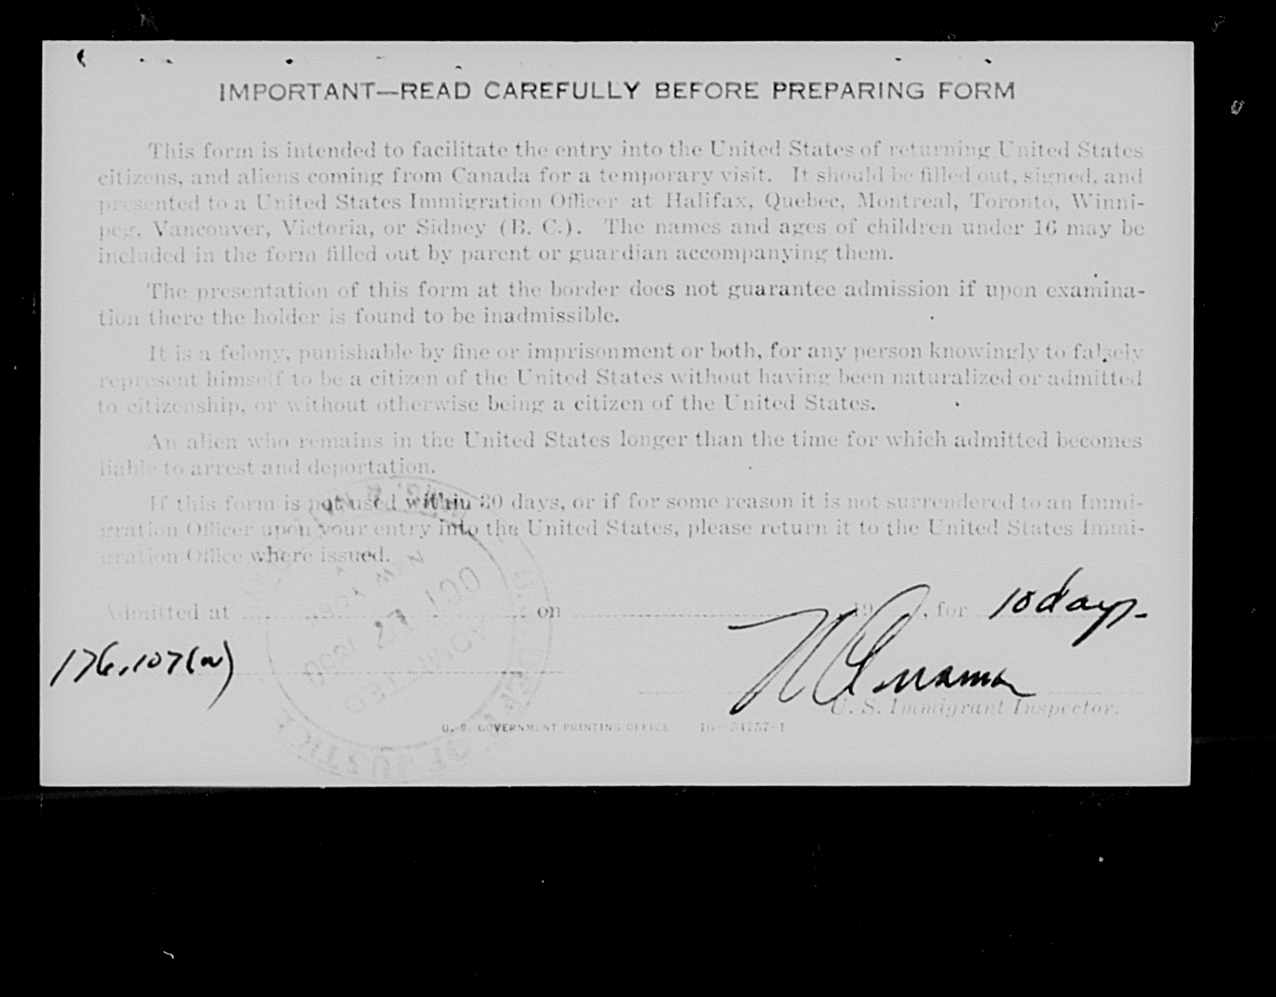 IMPORTANT—READ CAREFULLY BEFORE PREPARING FORM
This form is intended to facilitate the entry into the United States of returning United States
citizens, and aliens coming from Canada for a temporary visit. It should be filled out, signed, and
presented to a United States Immigration Officer at Halifax, Quebec, Montreal, Toronto, Winni-
peg, Vancouver, Victoria, or Sidney (B. C.). The names and ages of children under 16 may be
included in the form filled out by parent or guardian accompanying them.
The presentation of this form at the border does not guarantee admission if upon examina-
tion there the holder is found to be inadmissible.
It is a felony, punishable by fine or imprisonment or both, for any person knowingly to falsely
represent himself to be a citizen of the United States without having been naturalized or admitted
to citizenship, or without otherwise being a citizen of the United States.
An alien who remains in the United States longer than the time for which admitted becomes
liable to arrest and deportation.
If this form is not used within 30 days, or if for some reason it is not surrendered to an Immi-
gration Officer upon your entry into the United States, please return it to the United States Immi-
gration Office where issued.
Admitted at on 19 , for 10 days.
176,107(a)
U. S. Immigrant Inspector.
U. S. GOVERNMENT PRINTING OFFICE 16—24257-1